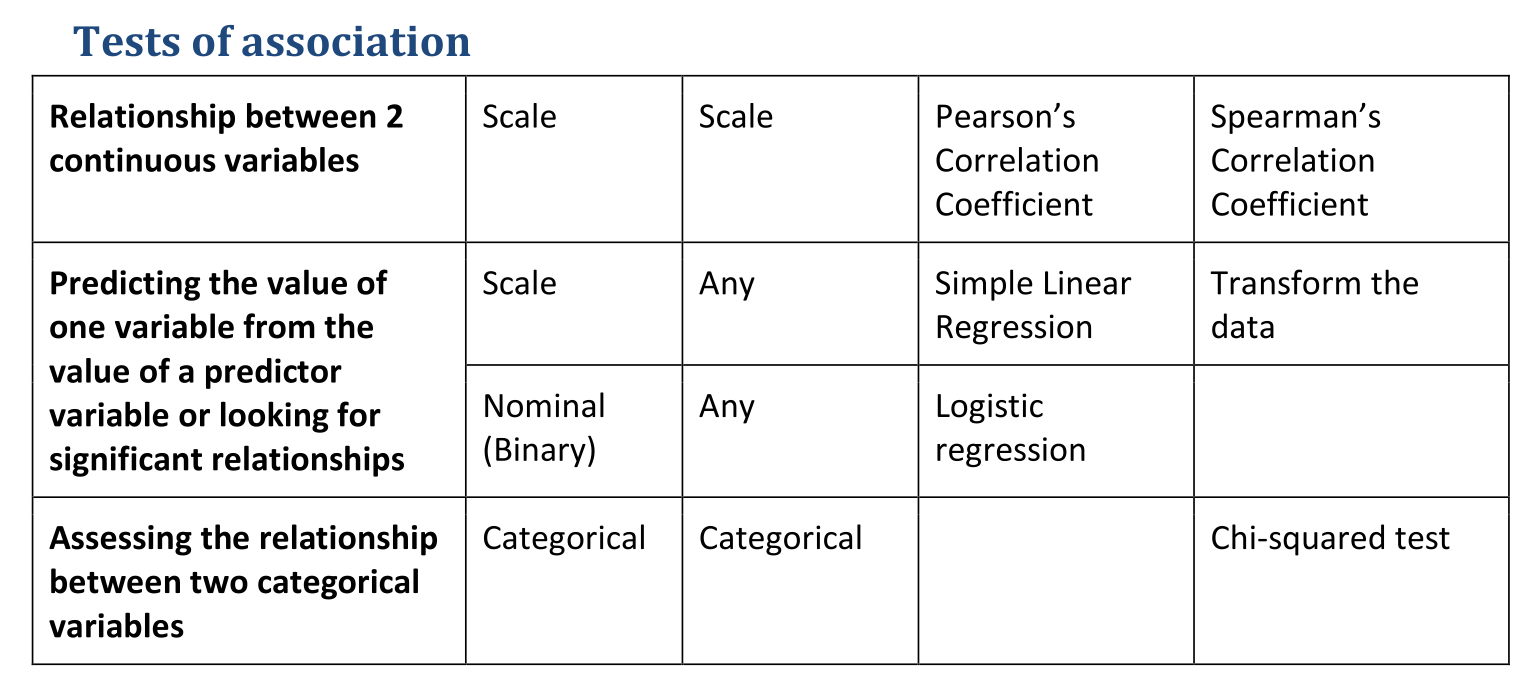 Tests of association
Relationship between 2
continuous variables
Scale
Scale
Pearson’s
Correlation
Coefficient
Spearman’s
Correlation
Coefficient
Predicting the value of
one variable from the
value of a predictor
variable or looking for
significant relationships
Scale
Any
Simple Linear
Regression
Transform the
data
Nominal
(Binary)
Any
Logistic
regression
Assessing the relationship
between two categorical
variables
Categorical
Categorical
Chi-squared test